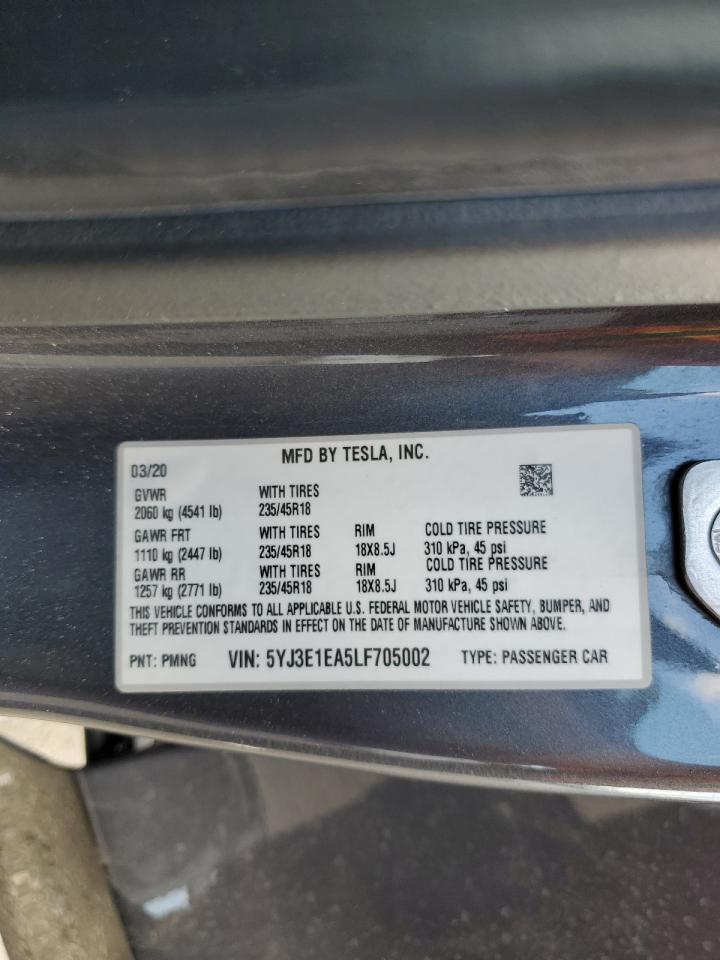 MFD BY TESLA, INC.
03/20
GVWR WITH TIRES
2060 kg (4541 lb) 235/45R18
GAWR FRT WITH TIRES RIM COLD TIRE PRESSURE
1110 kg (2447 lb) 235/45R18 18X8.5J 310 kPa, 45 psi
GAWR RR WITH TIRES RIM COLD TIRE PRESSURE
1257 kg (2771 lb) 235/45R18 18X8.5J 310 kPa, 45 psi
THIS VEHICLE CONFORMS TO ALL APPLICABLE U.S. FEDERAL MOTOR VEHICLE SAFETY, BUMPER, AND
THEFT PREVENTION STANDARDS IN EFFECT ON THE DATE OF MANUFACTURE SHOWN ABOVE.
PNT: PMNG VIN: 5YJ3E1EA5LF705002 TYPE: PASSENGER CAR